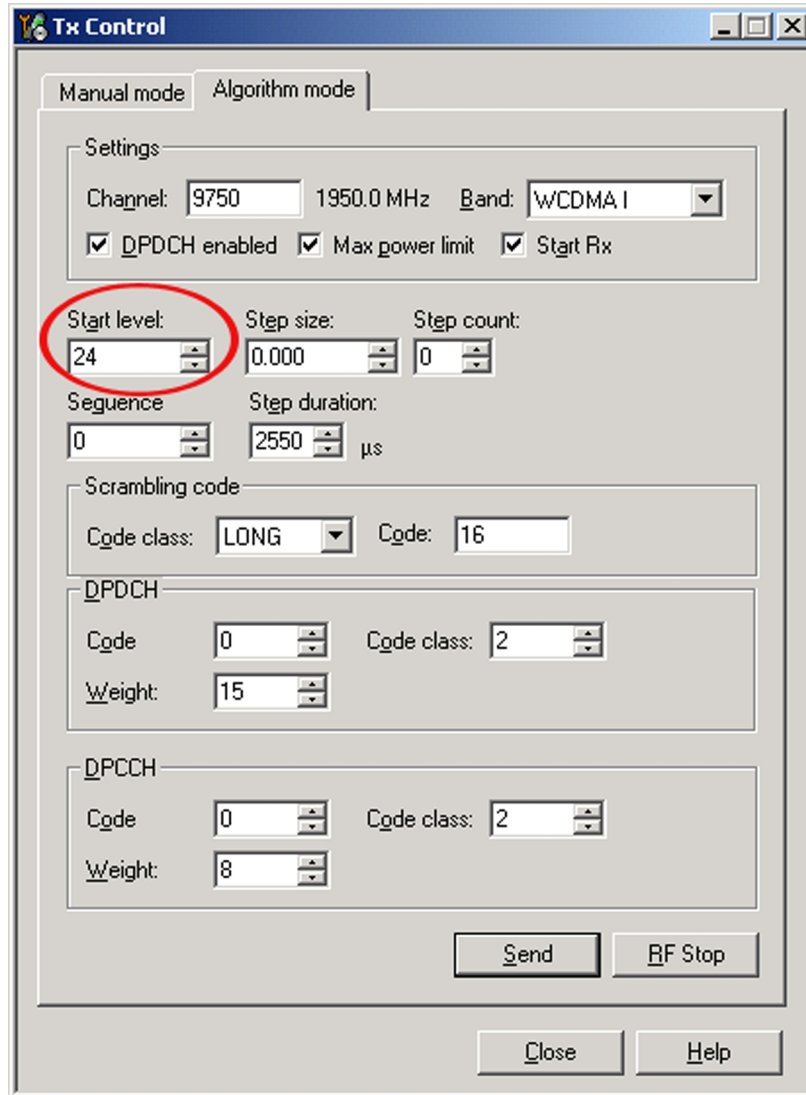 Tx Control
Manual mode Algorithm mode
Settings
Channel: 9750 1950.0 MHz Band: WCDMA I
DPDCH enabled Max power limit Start Rx
Start level: Step size: Step count:
24 0.000 0
Seguence Step duration:
0 2550 µs
Scrambling code
Code class: LONG Code: 16
DPDCH
Code 0 Code class: 2
Weight: 15
DPCCH
Code 0 Code class: 2
Weight: 8
Send RF Stop
Close Help